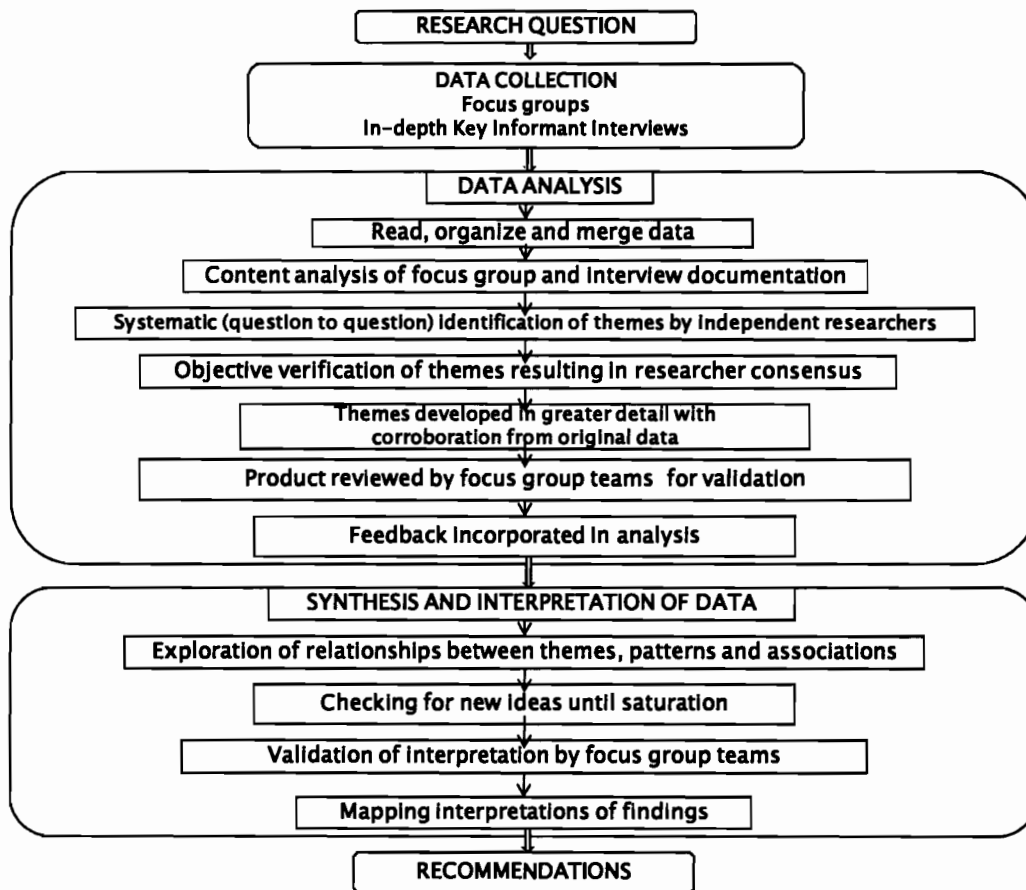 RESEARCH QUESTION
DATA COLLECTION
Focus groups
In-depth Key Informant Interviews
DATA ANALYSIS
Read, organize and merge data
Content analysis of focus group and interview documentation
Systematic (question to question) identification of themes by independent researchers
Objective verification of themes resulting in researcher consensus
Themes developed in greater detail with
corroboration from original data
Product reviewed by focus group teams for validation
Feedback incorporated in analysis
SYNTHESIS AND INTERPRETATION OF DATA
Exploration of relationships between themes, patterns and associations
Checking for new ideas until saturation
Validation of interpretation by focus group teams
Mapping interpretations of findings
RECOMMENDATIONS